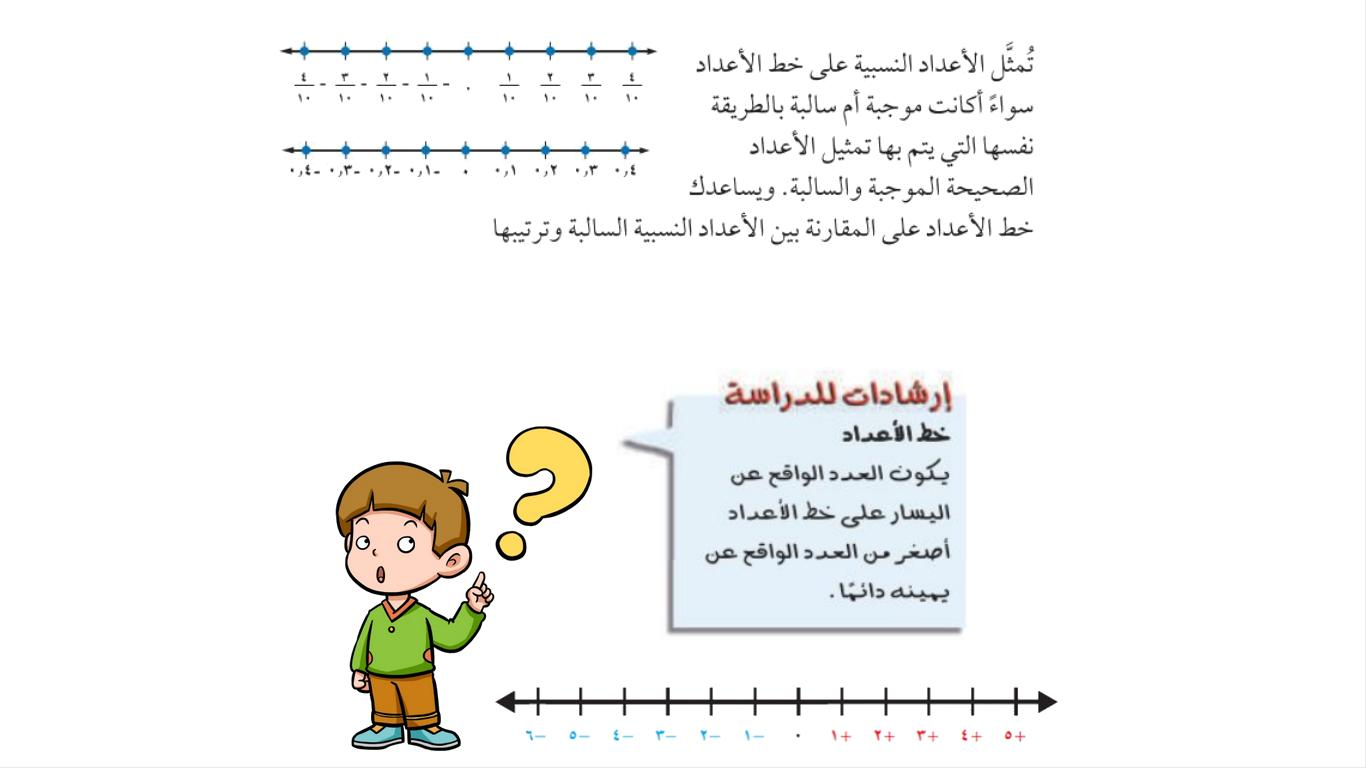 تُمثَّل الأعداد النسبية على خط الأعداد
سواءً أكانت موجبة أم سالبة بالطريقة
نفسها التي يتم بها تمثيل الأعداد
الصحيحة الموجبة والسالبة. ويساعدك
خط الأعداد على المقارنة بين الأعداد النسبية السالبة وترتيبها
-٤/١٠ -٣/١٠ -٢/١٠ -١/١٠ ٠ ١/١٠ ٢/١٠ ٣/١٠ ٤/١٠
-٠٫٤ -٠٫٣ -٠٫٢ -٠٫١ ٠ ٠٫١ ٠٫٢ ٠٫٣ ٠٫٤
إرشادات للدراسة
خط الأعداد
يكون العدد الواقع عن
اليسار على خط الأعداد
أصغر من العدد الواقع عن
يمينه دائمًا.
?
-٦ -٥ -٤ -٣ -٢ -١ ٠ +١ +٢ +٣ +٤ +٥